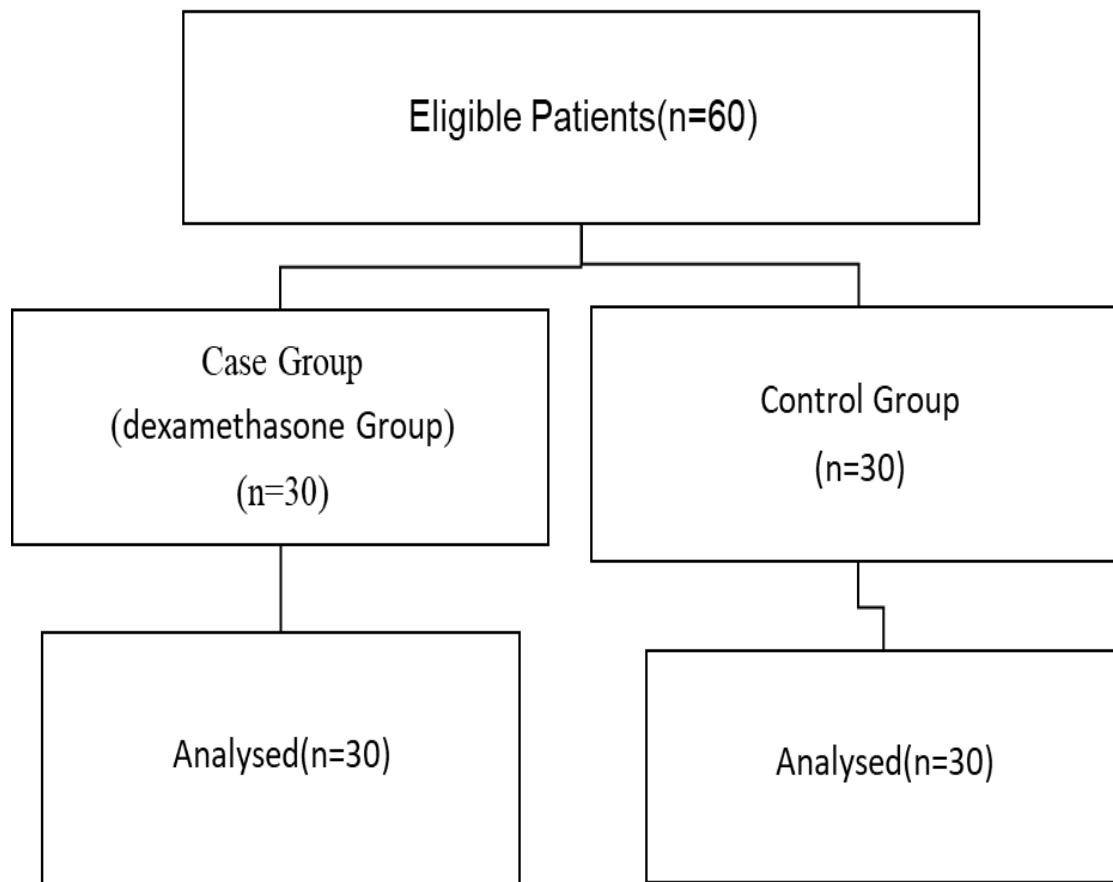 Eligible Patients(n=60)
Case Group
(dexamethasone Group)
(n=30)
Control Group
(n=30)
Analysed(n=30)
Analysed(n=30)